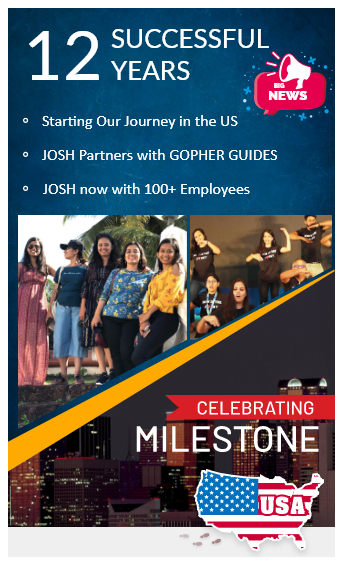 12 SUCCESSFUL
YEARS
BIG
NEWS
Starting Our Journey in the US
JOSH Partners with GOPHER GUIDES
JOSH now with 100+ Employees
CELEBRATING
MILESTONE
USA